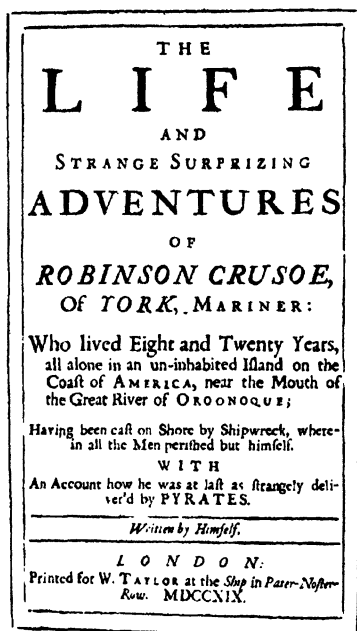 THE
LIFE
AND
STRANGE SURPRIZING
ADVENTURES
OF
ROBINSON CRUSOE,
Of YORK, MARINER:
Who lived Eight and Twenty Years,
all alone in an un-inhabited Iſland on the
Coaſt of AMERICA, near the Mouth of
the Great River of OROONOQUE;
Having been caſt on Shore by Shipwreck, where-
in all the Men periſhed but himſelf.
WITH
An Account how he was at laſt as ſtrangely deli-
ver'd by PYRATES.
Written by Himſelf.
LONDON:
Printed for W. TAYLOR at the Ship in Pater-Noſter-
Row. MDCCXIX.